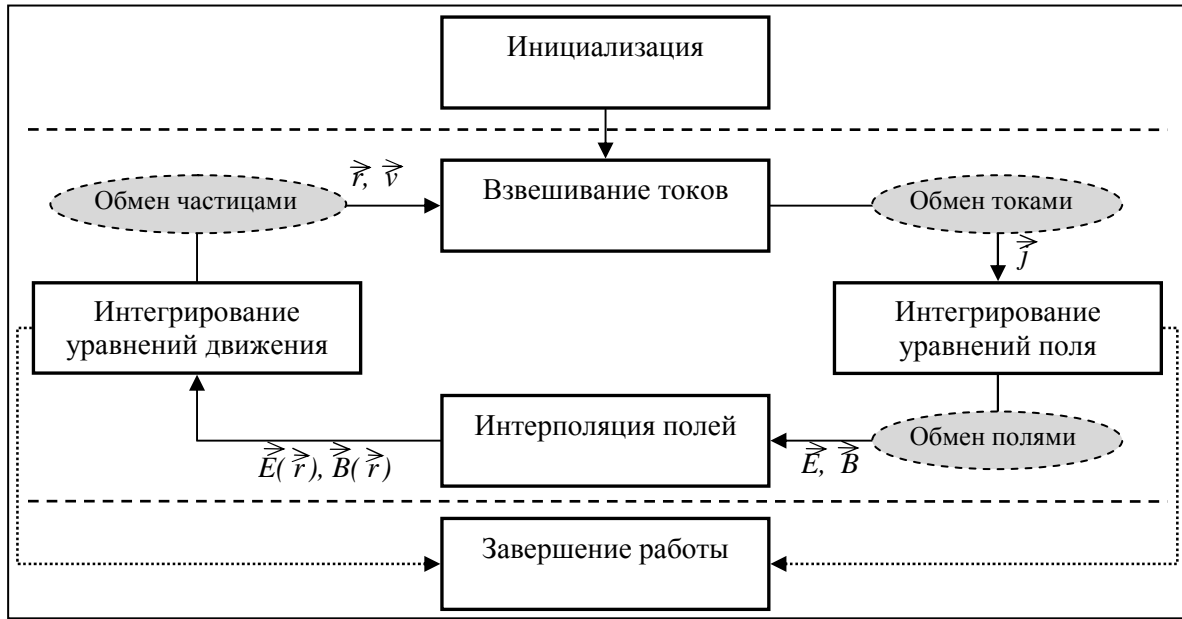 Инициализация
r⃗, v⃗
Обмен частицами
Взвешивание токов
Обмен токами
j⃗
Интегрирование
уравнений движения
Интегрирование
уравнений поля
Интерполяция полей
Обмен полями
E⃗(r⃗), B⃗(r⃗)
E⃗, B⃗
Завершение работы